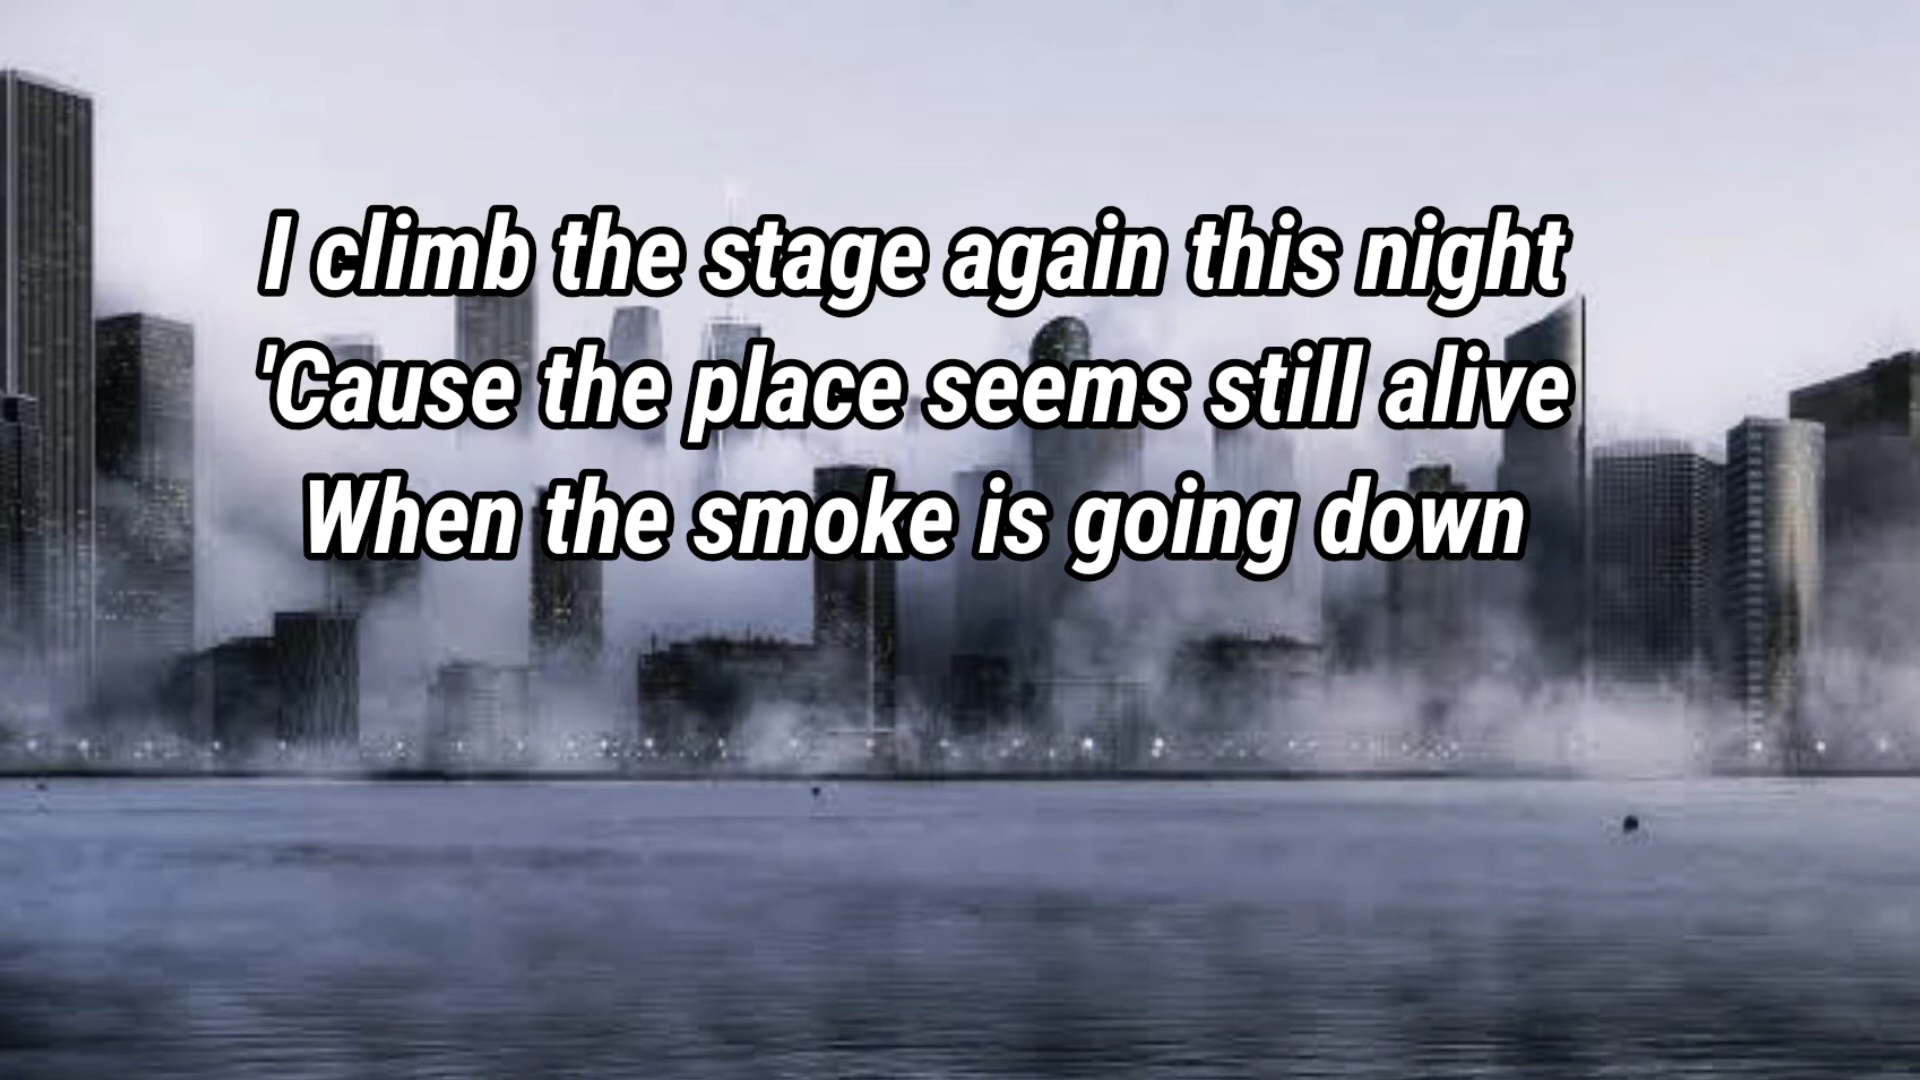 I climb the stage again this night
'Cause the place seems still alive
When the smoke is going down